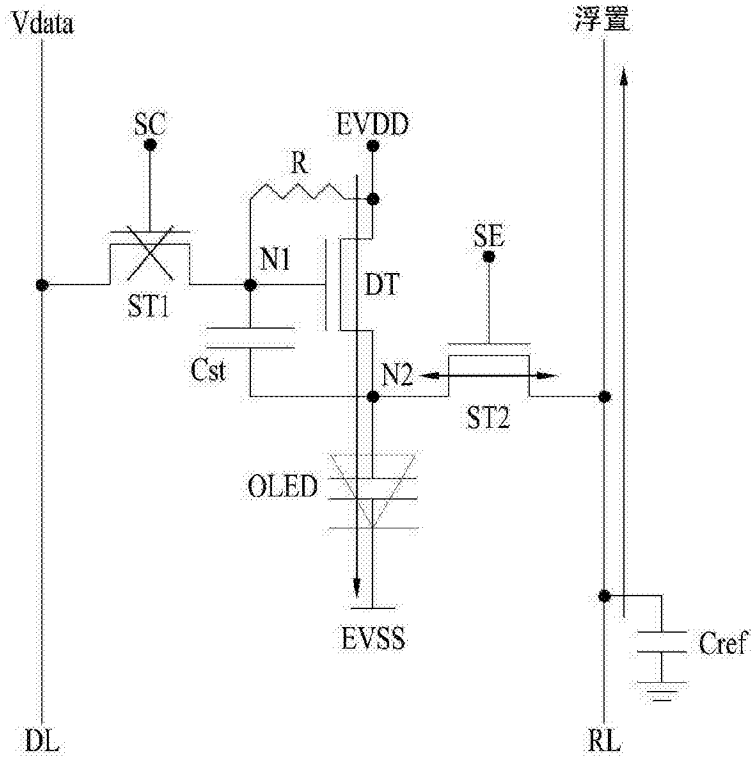 Vdata
浮置
SC
EVDD
R
SE
N1
DT
ST1
N2
Cst
ST2
OLED
EVSS
Cref
DL
RL